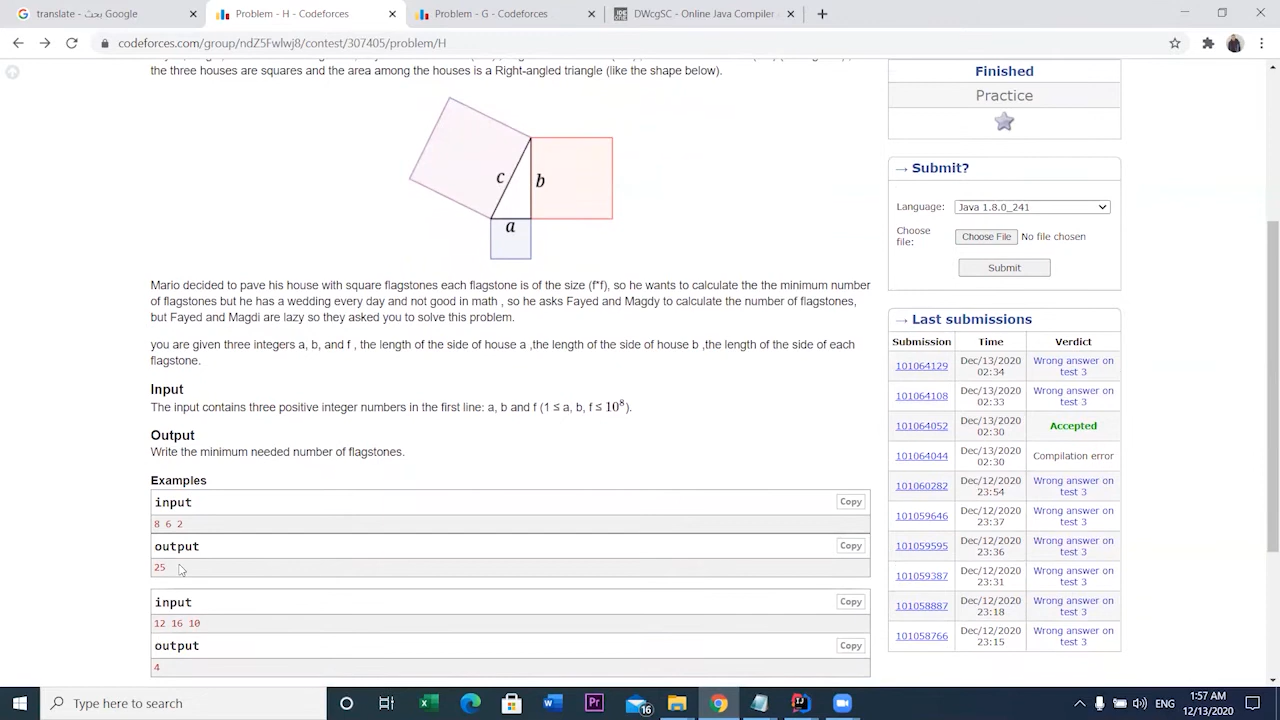 translate - بحث Google
Problem - H - Codeforces
Problem - G - Codeforces
DWcgSC - Online Java Compiler
codeforces.com/group/ndZ5Fwlwj8/contest/307405/problem/H
the three houses are squares and the area among the houses is a Right-angled triangle (like the shape below).
c
b
a
Mario decided to pave his house with square flagstones each flagstone is of the size (f*f), so he wants to calculate the the minimum number
of flagstones but he has a wedding every day and not good in math , so he asks Fayed and Magdy to calculate the number of flagstones,
but Fayed and Magdi are lazy so they asked you to solve this problem.
you are given three integers a, b, and f , the length of the side of house a ,the length of the side of house b ,the length of the side of each
flagstone.
Input
The input contains three positive integer numbers in the first line: a, b and f (1 ≤ a, b, f ≤ 10⁸).
Output
Write the minimum needed number of flagstones.
Examples
input
Copy
8 6 2
output
Copy
25
input
Copy
12 16 10
output
Copy
4
Finished
Practice
→ Submit?
Language: Java 1.8.0_241
Choose
file:
Choose File No file chosen
Submit
→ Last submissions
Submission Time Verdict
101064129 Dec/13/2020 02:34 Wrong answer on test 3
101064108 Dec/13/2020 02:33 Wrong answer on test 3
101064052 Dec/13/2020 02:30 Accepted
101064044 Dec/13/2020 02:30 Compilation error
101060282 Dec/12/2020 23:54 Wrong answer on test 3
101059646 Dec/12/2020 23:37 Wrong answer on test 3
101059595 Dec/12/2020 23:36 Wrong answer on test 3
101059387 Dec/12/2020 23:31 Wrong answer on test 3
101058887 Dec/12/2020 23:18 Wrong answer on test 3
101058766 Dec/12/2020 23:15 Wrong answer on test 3
Type here to search
16
ENG
1:57 AM
12/13/2020